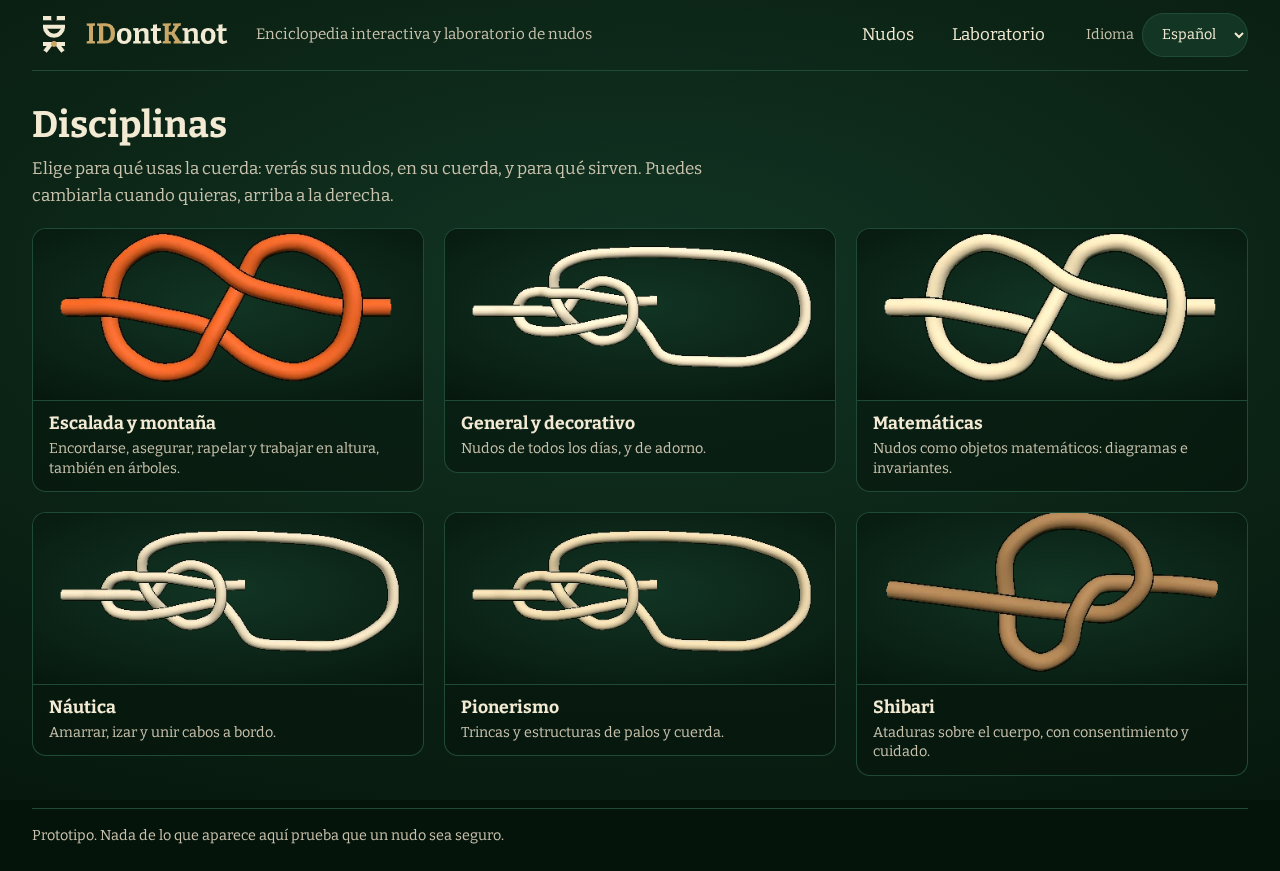 IDontKnot
Enciclopedia interactiva y laboratorio de nudos
Nudos
Laboratorio
Idioma
Español
Disciplinas
Elige para qué usas la cuerda: verás sus nudos, en su cuerda, y para qué sirven. Puedes
cambiarla cuando quieras, arriba a la derecha.
Escalada y montaña
Encordarse, asegurar, rapelar y trabajar en altura,
también en árboles.
General y decorativo
Nudos de todos los días, y de adorno.
Matemáticas
Nudos como objetos matemáticos: diagramas e
invariantes.
Náutica
Amarrar, izar y unir cabos a bordo.
Pionerismo
Trincas y estructuras de palos y cuerda.
Shibari
Ataduras sobre el cuerpo, con consentimiento y
cuidado.
Prototipo. Nada de lo que aparece aquí prueba que un nudo sea seguro.